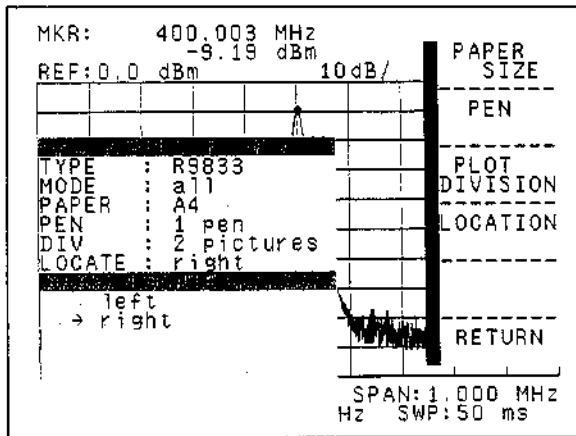 MKR: 400.003 MHz
-9.19 dBm
REF:0.0 dBm 10dB/
TYPE : R9833
MODE : all
PAPER : A4
PEN : 1 pen
DIV : 2 pictures
LOCATE : right
left
→ right
SPAN:1.000 MHz
Hz SWP:50 ms
PAPER
SIZE
PEN
PLOT
DIVISION
LOCATION
RETURN